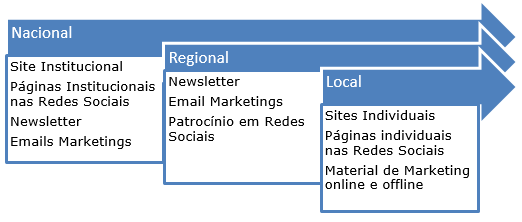 Nacional
Site Institucional
Páginas Institucionais
nas Redes Sociais
Newsletter
Emails Marketings
Regional
Newsletter
Email Marketings
Patrocínio em Redes
Sociais
Local
Sites Individuais
Páginas individuais
nas Redes Sociais
Material de Marketing
online e offline